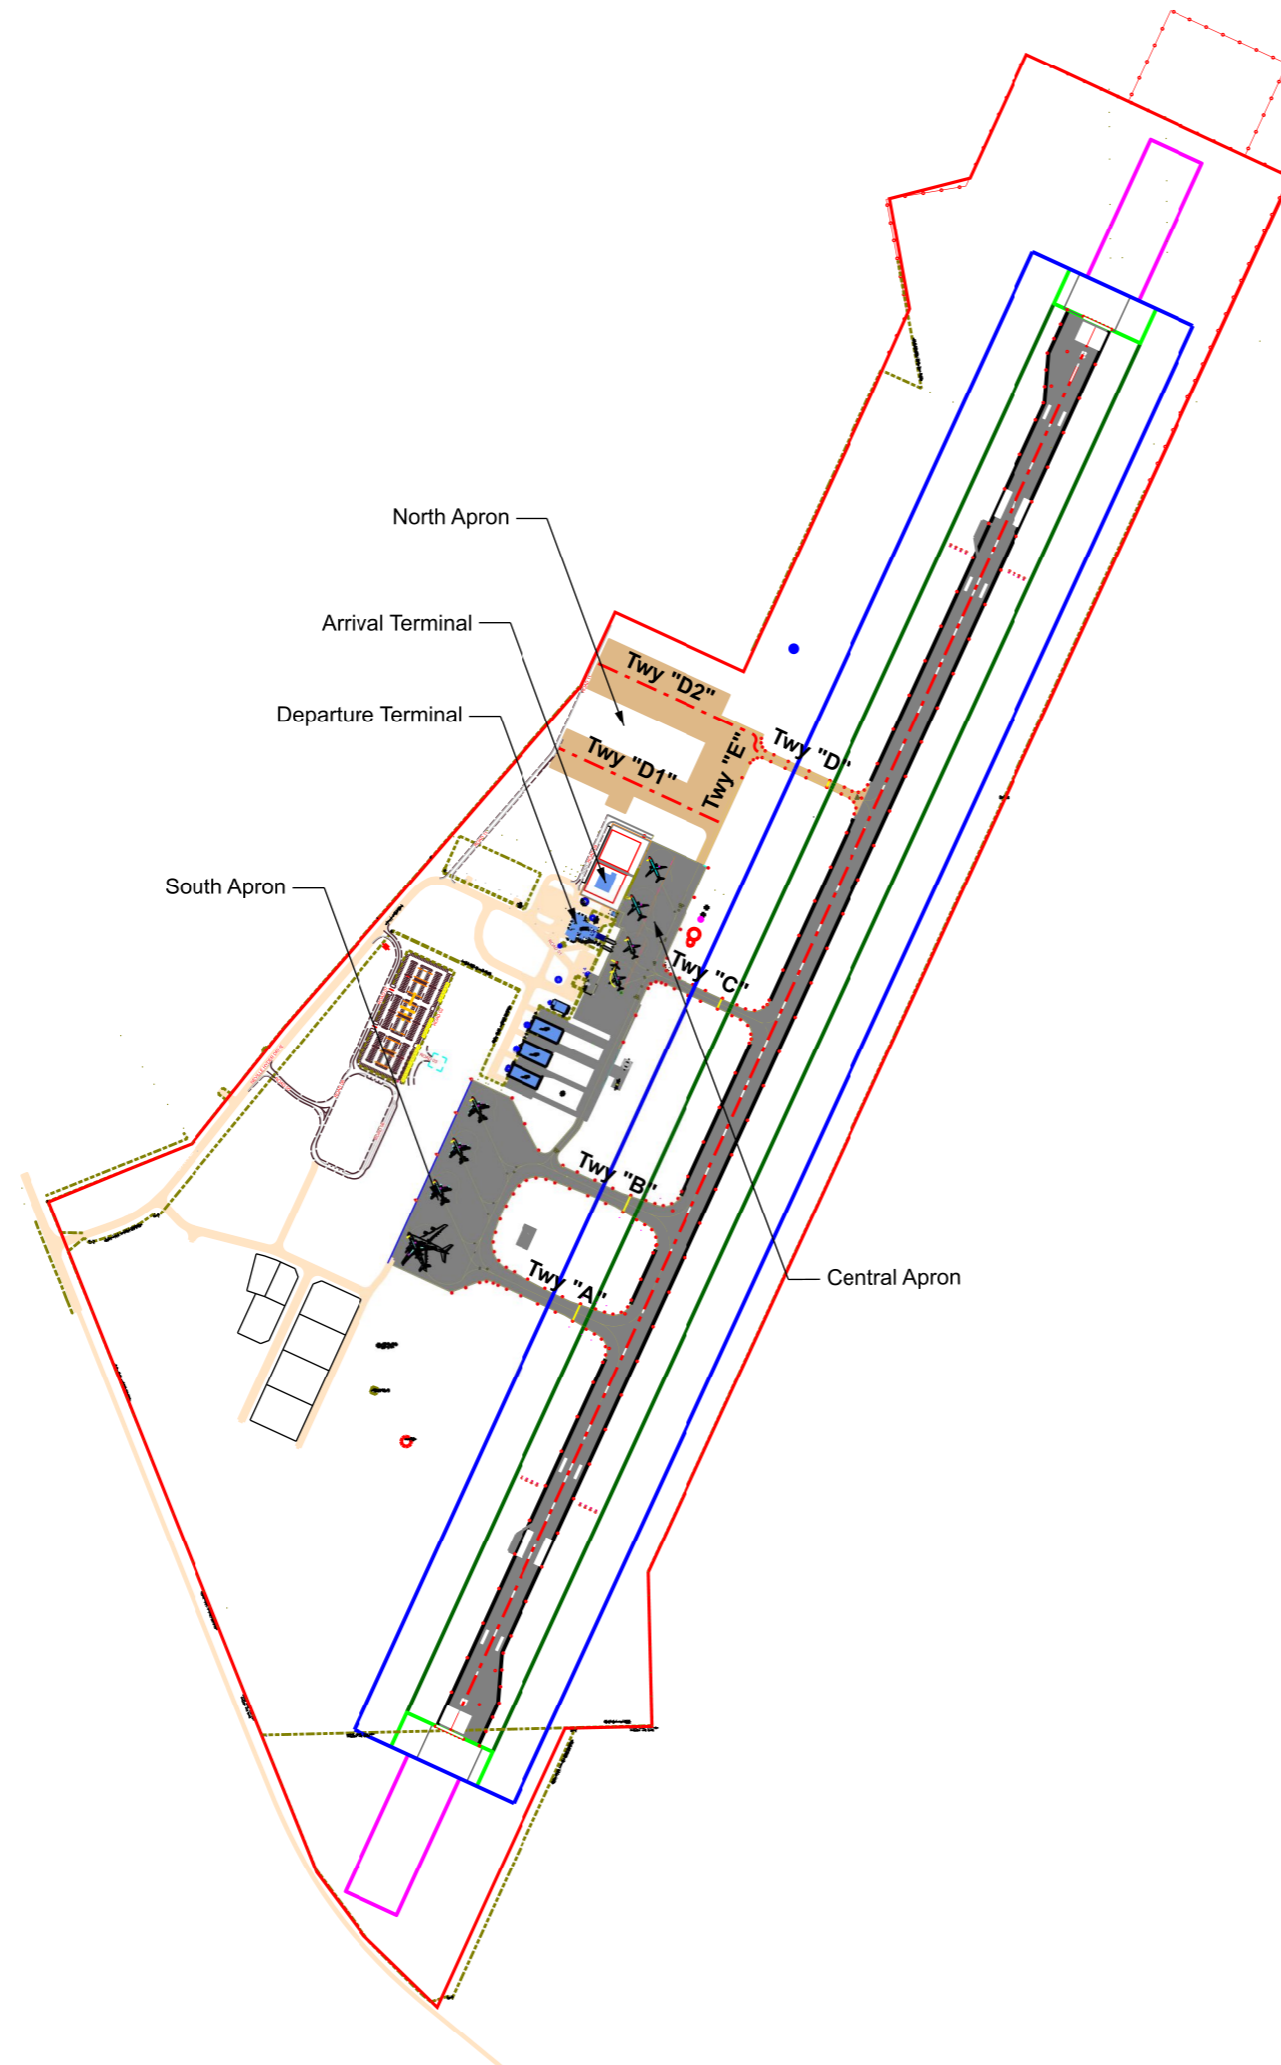 North Apron
Arrival Terminal
Twy "D2"
Departure Terminal
Twy "D"
Twy "E"
Twy "D1"
South Apron
Twy "C"
Twy "B"
Twy "A"
Central Apron